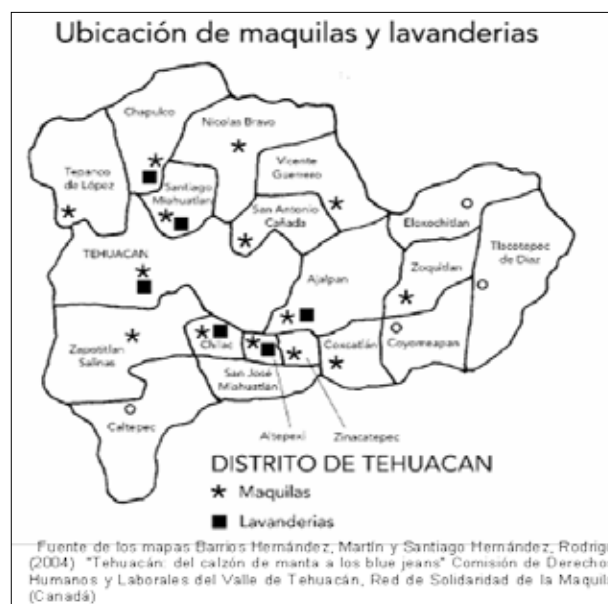 Ubicación de maquilas y lavanderias
Chapulco
Nicolas Bravo
Tepanco
de López
Vicente
Guerrero
Santiago
Miahuatlan
San Antonio
Cañada
Eloxochitlan
Tlacotepec
de Diaz
TEHUACAN
Ajalpan
Zoquitlan
Zapotitlan
Salinas
Chilac
Coxcatlán
Coyomeapan
San José
Miahuatlan
Caltepec
Altepexi
Zinacatepec
DISTRITO DE TEHUACAN
Maquilas
Lavanderias
Fuente de los mapas Barrios Hernández, Martín y Santiago Hernández, Rodrig
(2004) "Tehuacán: del calzón de manta a los blue jeans" Comisión de Derecho
Humanos y Laborales del Valle de Tehuacán, Red de Solidaridad de la Maquil
(Canadá)